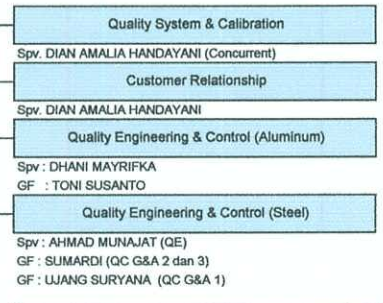 Quality System & Calibration
Spv. DIAN AMALIA HANDAYANI (Concurrent)
Customer Relationship
Spv. DIAN AMALIA HANDAYANI
Quality Engineering & Control (Aluminum)
Spv : DHANI MAYRIFKA
GF : TONI SUSANTO
Quality Engineering & Control (Steel)
Spv : AHMAD MUNAJAT (QE)
GF : SUMARDI (QC G&A 2 dan 3)
GF : UJANG SURYANA (QC G&A 1)